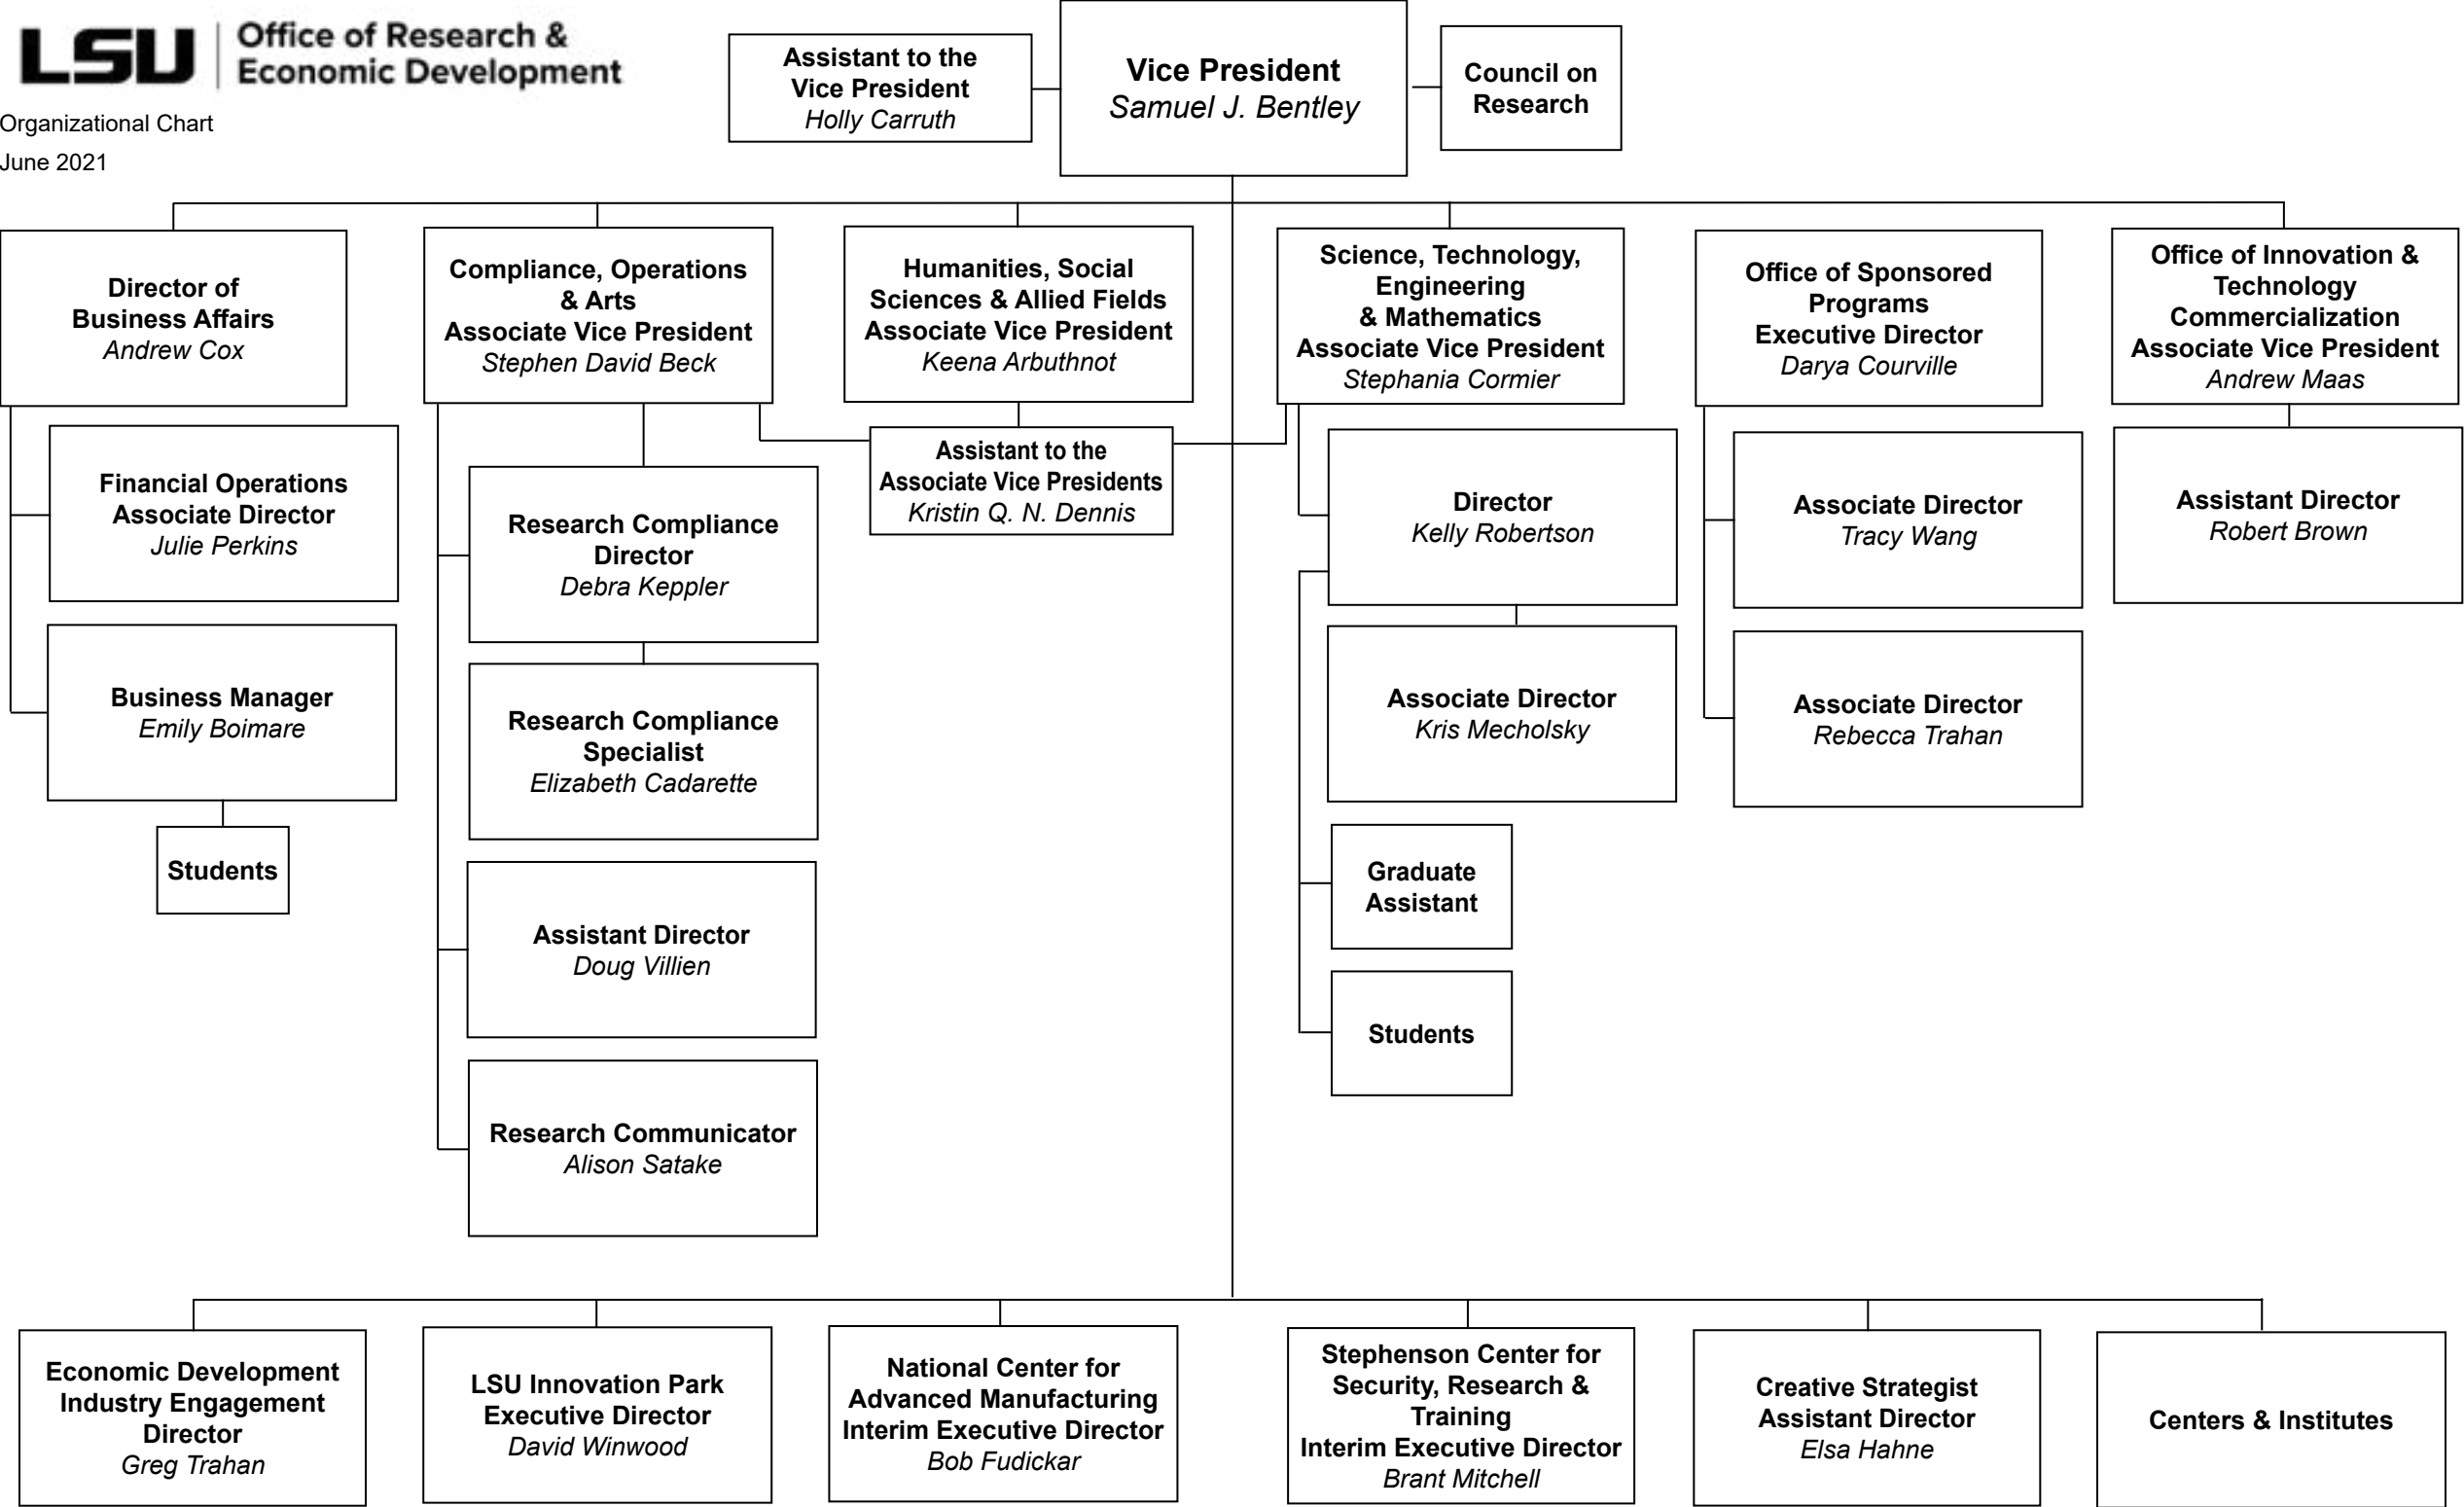 LSU
Office of Research &
Economic Development
Organizational Chart
June 2021
Assistant to the
Vice President
Holly Carruth
Vice President
Samuel J. Bentley
Council on
Research
Director of
Business Affairs
Andrew Cox
Compliance, Operations
& Arts
Associate Vice President
Stephen David Beck
Humanities, Social
Sciences & Allied Fields
Associate Vice President
Keena Arbuthnot
Science, Technology,
Engineering
& Mathematics
Associate Vice President
Stephania Cormier
Office of Sponsored
Programs
Executive Director
Darya Courville
Office of Innovation &
Technology
Commercialization
Associate Vice President
Andrew Maas
Financial Operations
Associate Director
Julie Perkins
Business Manager
Emily Boimare
Students
Research Compliance
Director
Debra Keppler
Research Compliance
Specialist
Elizabeth Cadarette
Assistant Director
Doug Villien
Research Communicator
Alison Satake
Assistant to the
Associate Vice Presidents
Kristin Q. N. Dennis
Director
Kelly Robertson
Associate Director
Kris Mecholsky
Graduate
Assistant
Students
Associate Director
Tracy Wang
Associate Director
Rebecca Trahan
Assistant Director
Robert Brown
Economic Development
Industry Engagement
Director
Greg Trahan
LSU Innovation Park
Executive Director
David Winwood
National Center for
Advanced Manufacturing
Interim Executive Director
Bob Fudickar
Stephenson Center for
Security, Research &
Training
Interim Executive Director
Brant Mitchell
Creative Strategist
Assistant Director
Elsa Hahne
Centers & Institutes